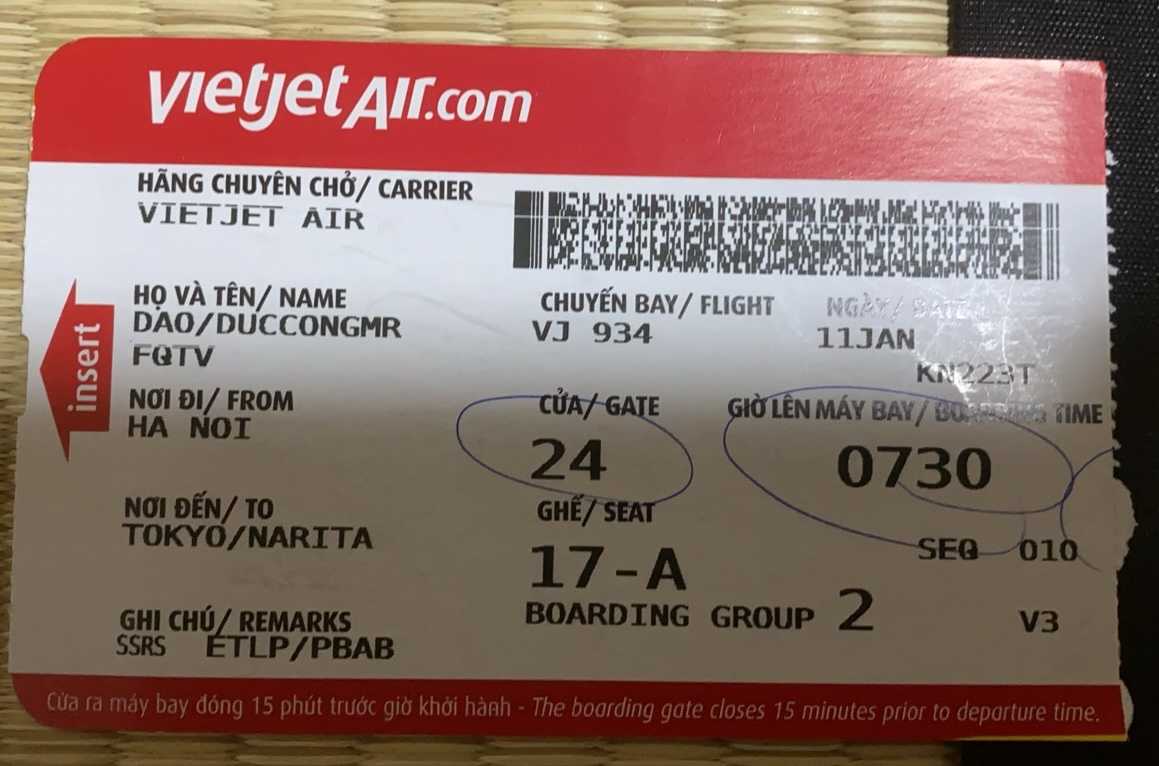 vietjetAir.com
HÃNG CHUYÊN CHỞ/ CARRIER
VIETJET AIR
HỌ VÀ TÊN/ NAME
DAO/DUCCONGMR
FQTV
CHUYẾN BAY/ FLIGHT
VJ 934
NGÀY/ DATE
11JAN
KN223T
insert
NƠI ĐI/ FROM
HA NOI
CỬA/ GATE
24
GIỜ LÊN MÁY BAY/ BOARDING TIME
0730
NƠI ĐẾN/ TO
TOKYO/NARITA
GHẾ/ SEAT
17-A
SEQ 010
BOARDING GROUP 2
V3
GHI CHÚ/ REMARKS
SSRS ETLP/PBAB
Cửa ra máy bay đóng 15 phút trước giờ khởi hành - The boarding gate closes 15 minutes prior to departure time.